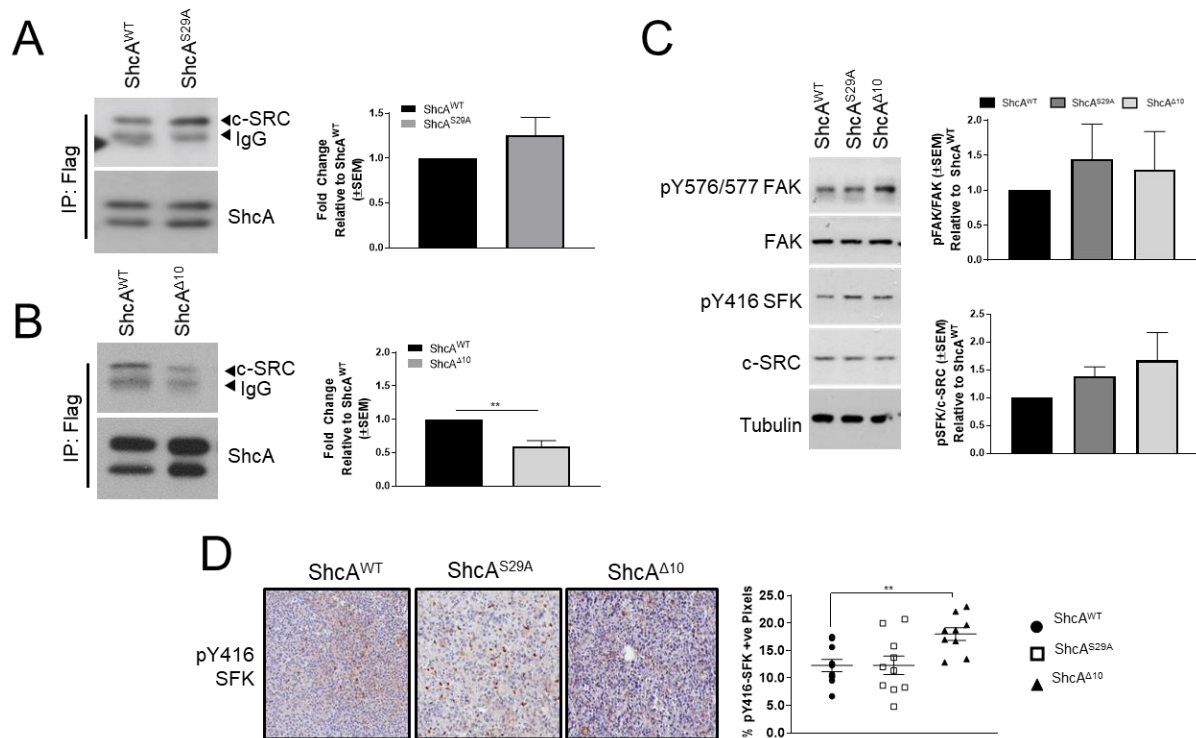 A
ShcA^WT
ShcA^S29A
IP: Flag
c-SRC
IgG
ShcA
Fold Change
Relative to ShcA^WT
(±SEM)
2.0
1.5
1.0
0.5
0.0
ShcA^WT
ShcA^S29A
B
ShcA^WT
ShcA^Δ10
IP: Flag
c-SRC
IgG
ShcA
Fold Change
Relative to ShcA^WT
(±SEM)
2.0
1.5
1.0
0.5
0.0
ShcA^WT
ShcA^Δ10
**
C
ShcA^WT
ShcA^S29A
ShcA^Δ10
pY576/577 FAK
FAK
pY416 SFK
c-SRC
Tubulin
ShcA^WT
ShcA^S29A
ShcA^Δ10
pFAK/FAK (±SEM)
Relative to ShcA^WT
2.0
1.5
1.0
0.5
0.0
pSFK/c-SRC (±SEM)
Relative to ShcA^WT
2.5
2.0
1.5
1.0
0.5
0.0
D
ShcA^WT
ShcA^S29A
ShcA^Δ10
pY416
SFK
% pY416-SFK +ve Pixels
25.0
20.0
15.0
10.0
5.0
0.0
**
ShcA^WT
ShcA^S29A
ShcA^Δ10